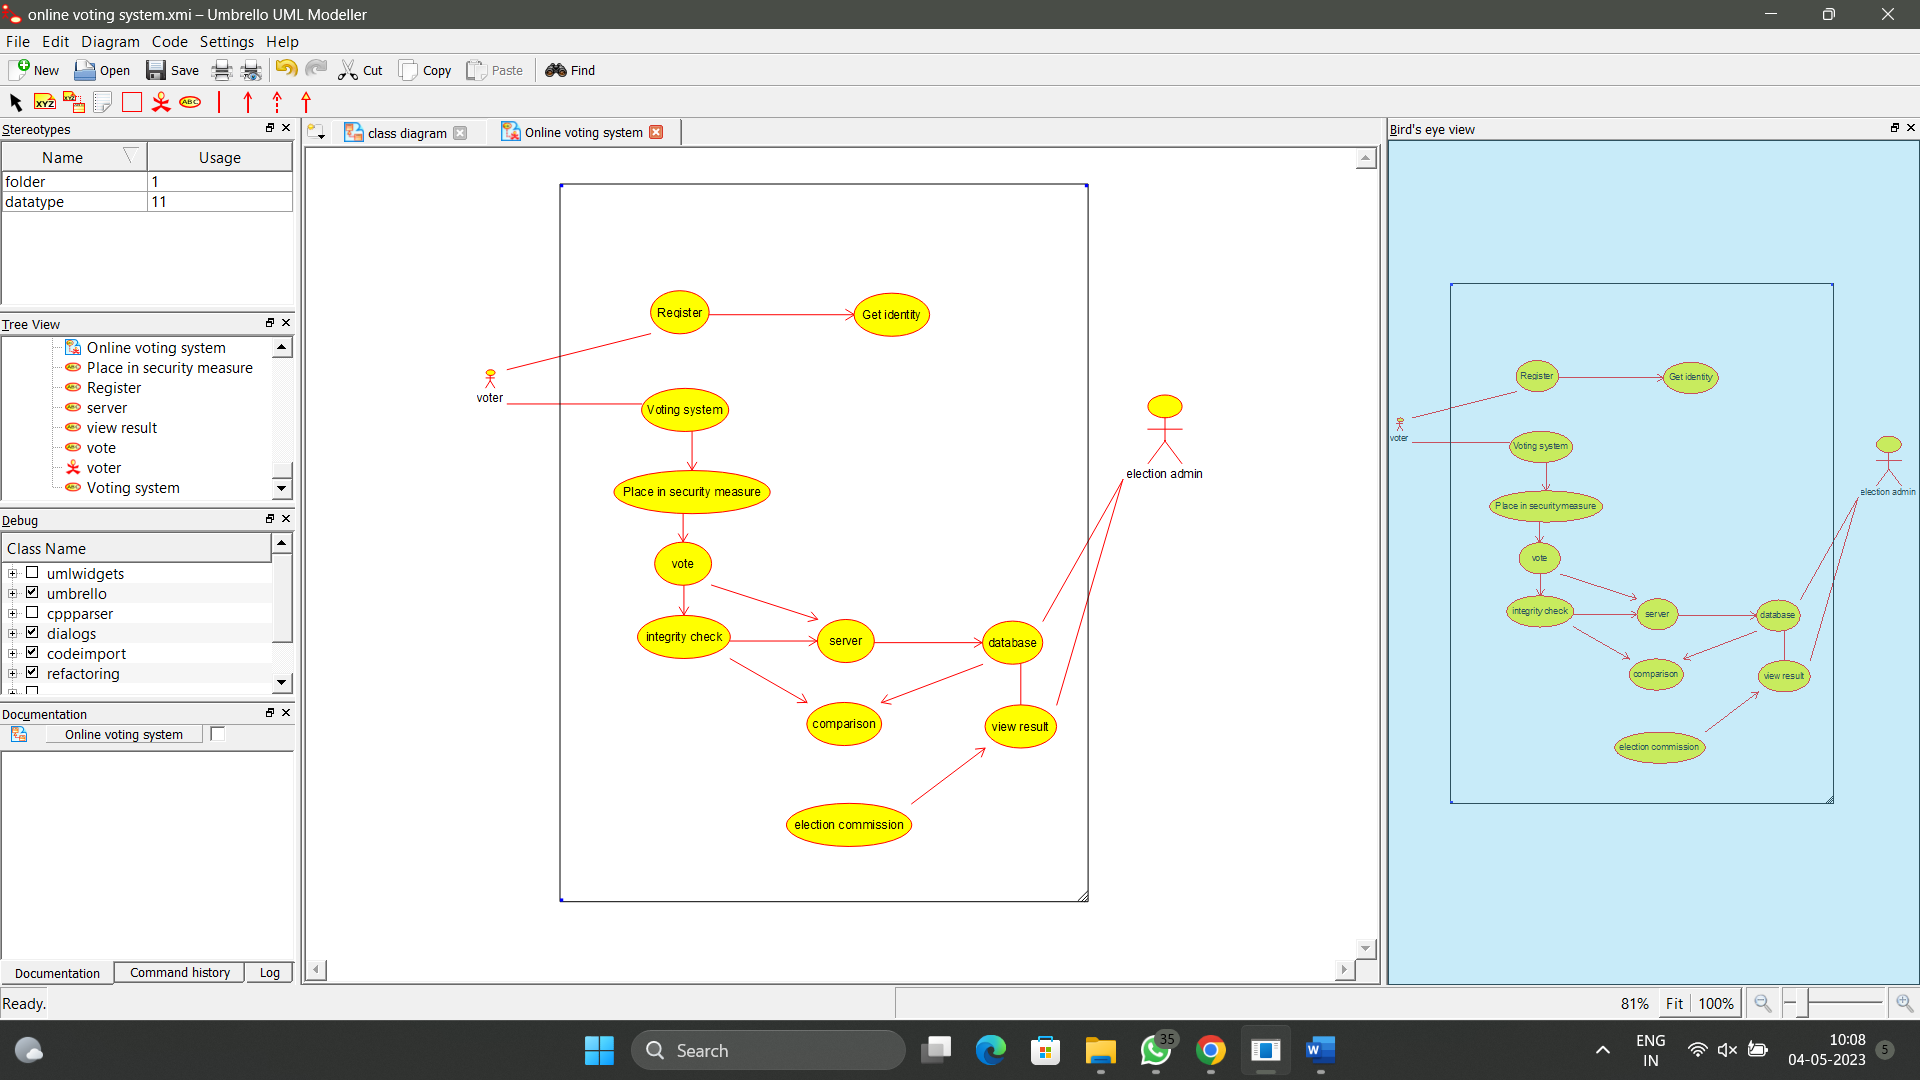 online voting system.xmi – Umbrello UML Modeller
File Edit Diagram Code Settings Help
New Open Save Cut Copy Paste Find
XYZ XYZ ABC
Stereotypes
Name Usage
folder 1
datatype 11
Tree View
Online voting system
Place in security measure
Register
server
view result
vote
voter
Voting system
Debug
Class Name
umlwidgets
umbrello
cppparser
dialogs
codeimport
refactoring
Documentation
Online voting system
Documentation Command history Log
Ready.
class diagram Online voting system
Register
Get identity
voter
Voting system
election admin
Place in security measure
vote
integrity check
server
database
comparison
view result
election commission
Bird's eye view
Register
Get identity
voter
Voting system
election admin
Place in security measure
vote
integrity check
server
database
comparison
view result
election commission
81% Fit 100%
Search
35
ENG
IN
10:08
04-05-2023
5